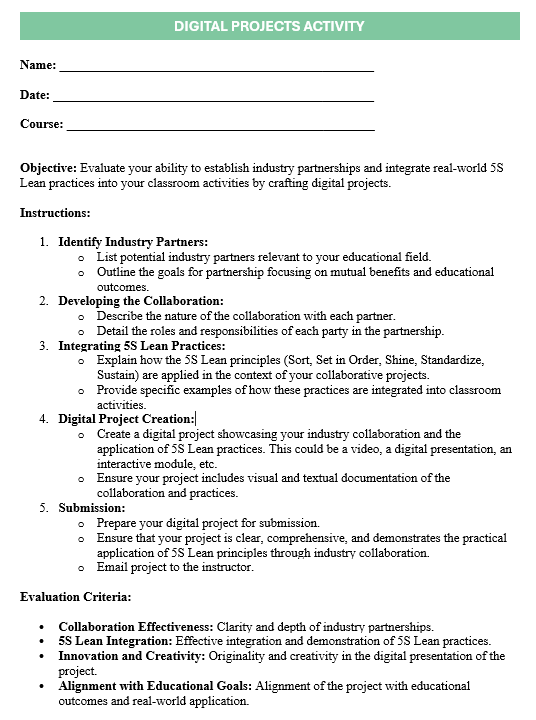 DIGITAL PROJECTS ACTIVITY
Name: ____________________________________________________
Date: _____________________________________________________
Course: ___________________________________________________
Objective: Evaluate your ability to establish industry partnerships and integrate real-world 5S
Lean practices into your classroom activities by crafting digital projects.
Instructions:
1. Identify Industry Partners:
o List potential industry partners relevant to your educational field.
o Outline the goals for partnership focusing on mutual benefits and educational
outcomes.
2. Developing the Collaboration:
o Describe the nature of the collaboration with each partner.
o Detail the roles and responsibilities of each party in the partnership.
3. Integrating 5S Lean Practices:
o Explain how the 5S Lean principles (Sort, Set in Order, Shine, Standardize,
Sustain) are applied in the context of your collaborative projects.
o Provide specific examples of how these practices are integrated into classroom
activities.
4. Digital Project Creation:
o Create a digital project showcasing your industry collaboration and the
application of 5S Lean practices. This could be a video, a digital presentation, an
interactive module, etc.
o Ensure your project includes visual and textual documentation of the
collaboration and practices.
5. Submission:
o Prepare your digital project for submission.
o Ensure that your project is clear, comprehensive, and demonstrates the practical
application of 5S Lean principles through industry collaboration.
o Email project to the instructor.
Evaluation Criteria:
• Collaboration Effectiveness: Clarity and depth of industry partnerships.
• 5S Lean Integration: Effective integration and demonstration of 5S Lean practices.
• Innovation and Creativity: Originality and creativity in the digital presentation of the
project.
• Alignment with Educational Goals: Alignment of the project with educational
outcomes and real-world application.